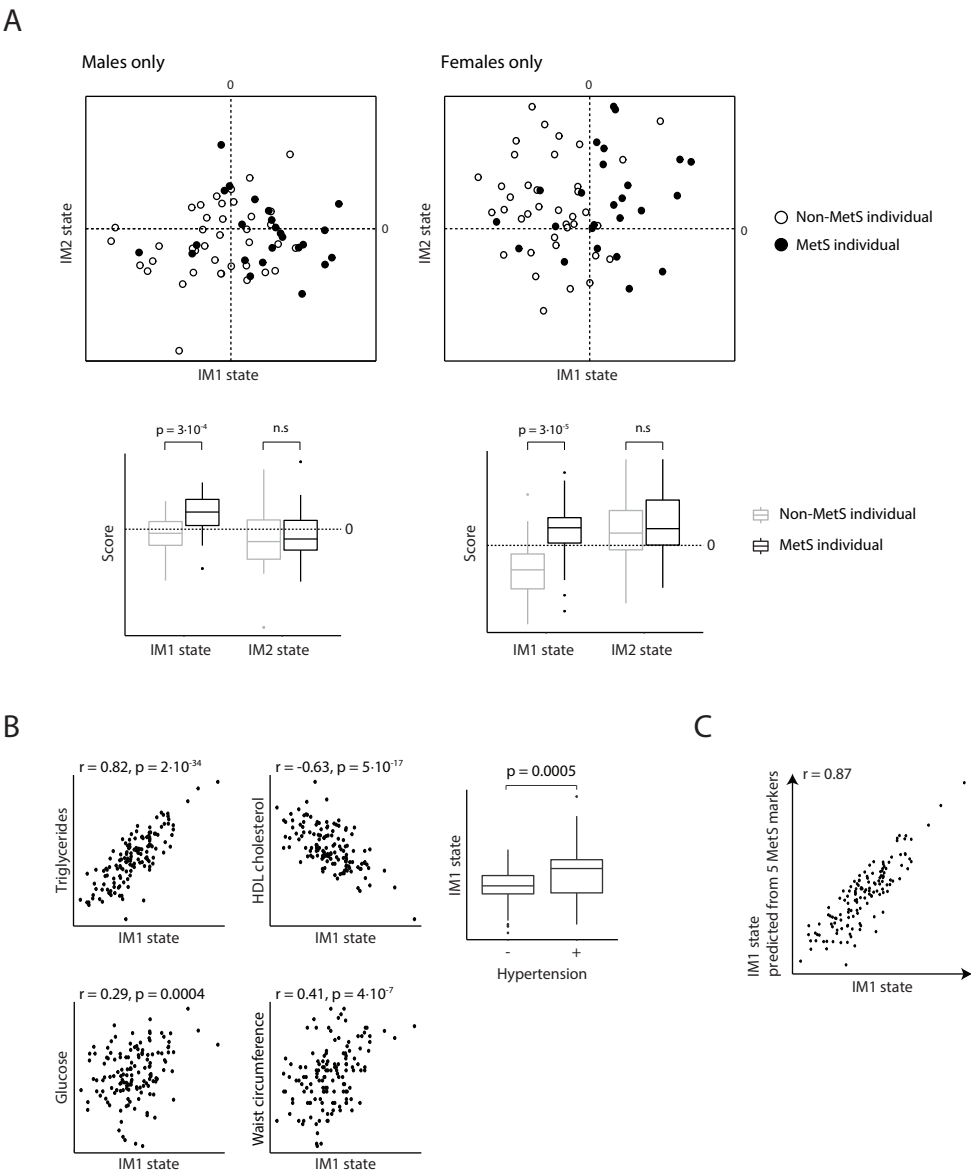 A
Males only
Females only
0
0
IM2 state
0
IM2 state
0
Non-MetS individual
MetS individual
IM1 state
IM1 state
p = 3·10-4
n.s
p = 3·10-5
n.s
Score
0
Score
0
Non-MetS individual
MetS individual
IM1 state
IM2 state
IM1 state
IM2 state
B
C
r = 0.82, p = 2·10-34
Triglycerides
IM1 state
r = -0.63, p = 5·10-17
HDL cholesterol
IM1 state
p = 0.0005
IM1 state
-
+
Hypertension
r = 0.87
IM1 state
predicted from 5 MetS markers
IM1 state
r = 0.29, p = 0.0004
Glucose
IM1 state
r = 0.41, p = 4·10-7
Waist circumference
IM1 state